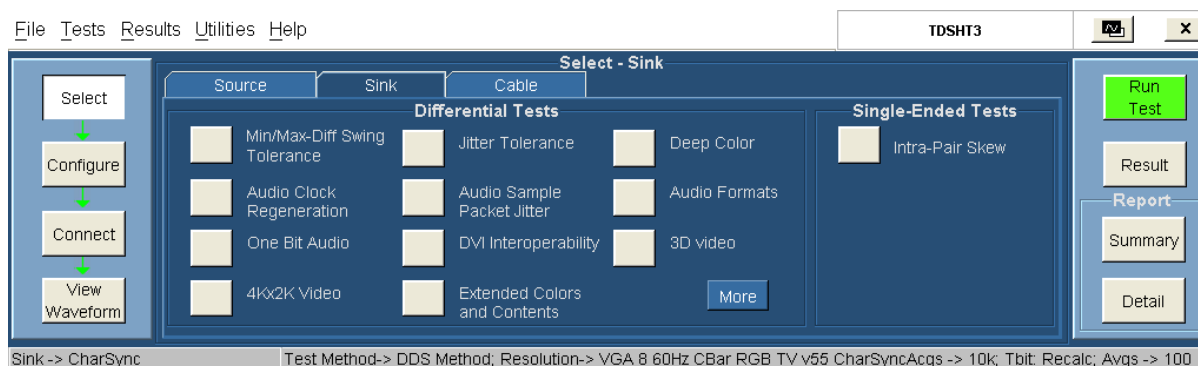 File Tests Results Utilities Help TDSHT3 x
Select - Sink
Source Sink Cable
Select
Configure
Connect
View
Waveform
Differential Tests
Min/Max-Diff Swing
Tolerance
Jitter Tolerance
Deep Color
Audio Clock
Regeneration
Audio Sample
Packet Jitter
Audio Formats
One Bit Audio
DVI Interoperability
3D video
4Kx2K Video
Extended Colors
and Contents
More
Single-Ended Tests
Intra-Pair Skew
Run
Test
Result
Report
Summary
Detail
Sink -> CharSync
Test Method-> DDS Method; Resolution-> VGA 8 60Hz CBar RGB TV v55 CharSyncAcqs -> 10k; Tbit: Recalc; Avgs -> 100